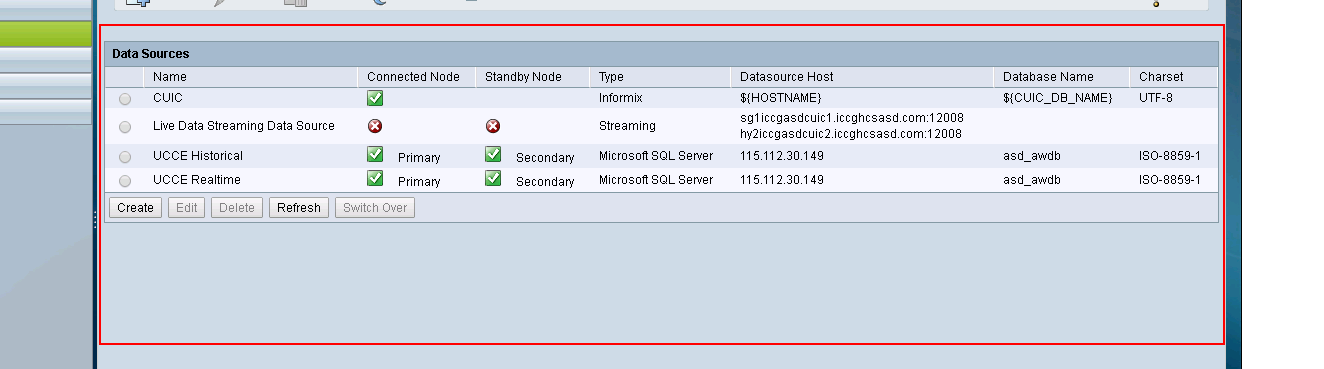 Data Sources
Name Connected Node Standby Node Type Datasource Host Database Name Charset
CUIC Informix ${HOSTNAME} ${CUIC_DB_NAME} UTF-8
Live Data Streaming Data Source Streaming sg1iccgasdcuic1.iccghcsasd.com:12008
hy2iccgasdcuic2.iccghcsasd.com:12008
UCCE Historical Primary Secondary Microsoft SQL Server 115.112.30.149 asd_awdb ISO-8859-1
UCCE Realtime Primary Secondary Microsoft SQL Server 115.112.30.149 asd_awdb ISO-8859-1
Create Edit Delete Refresh Switch Over